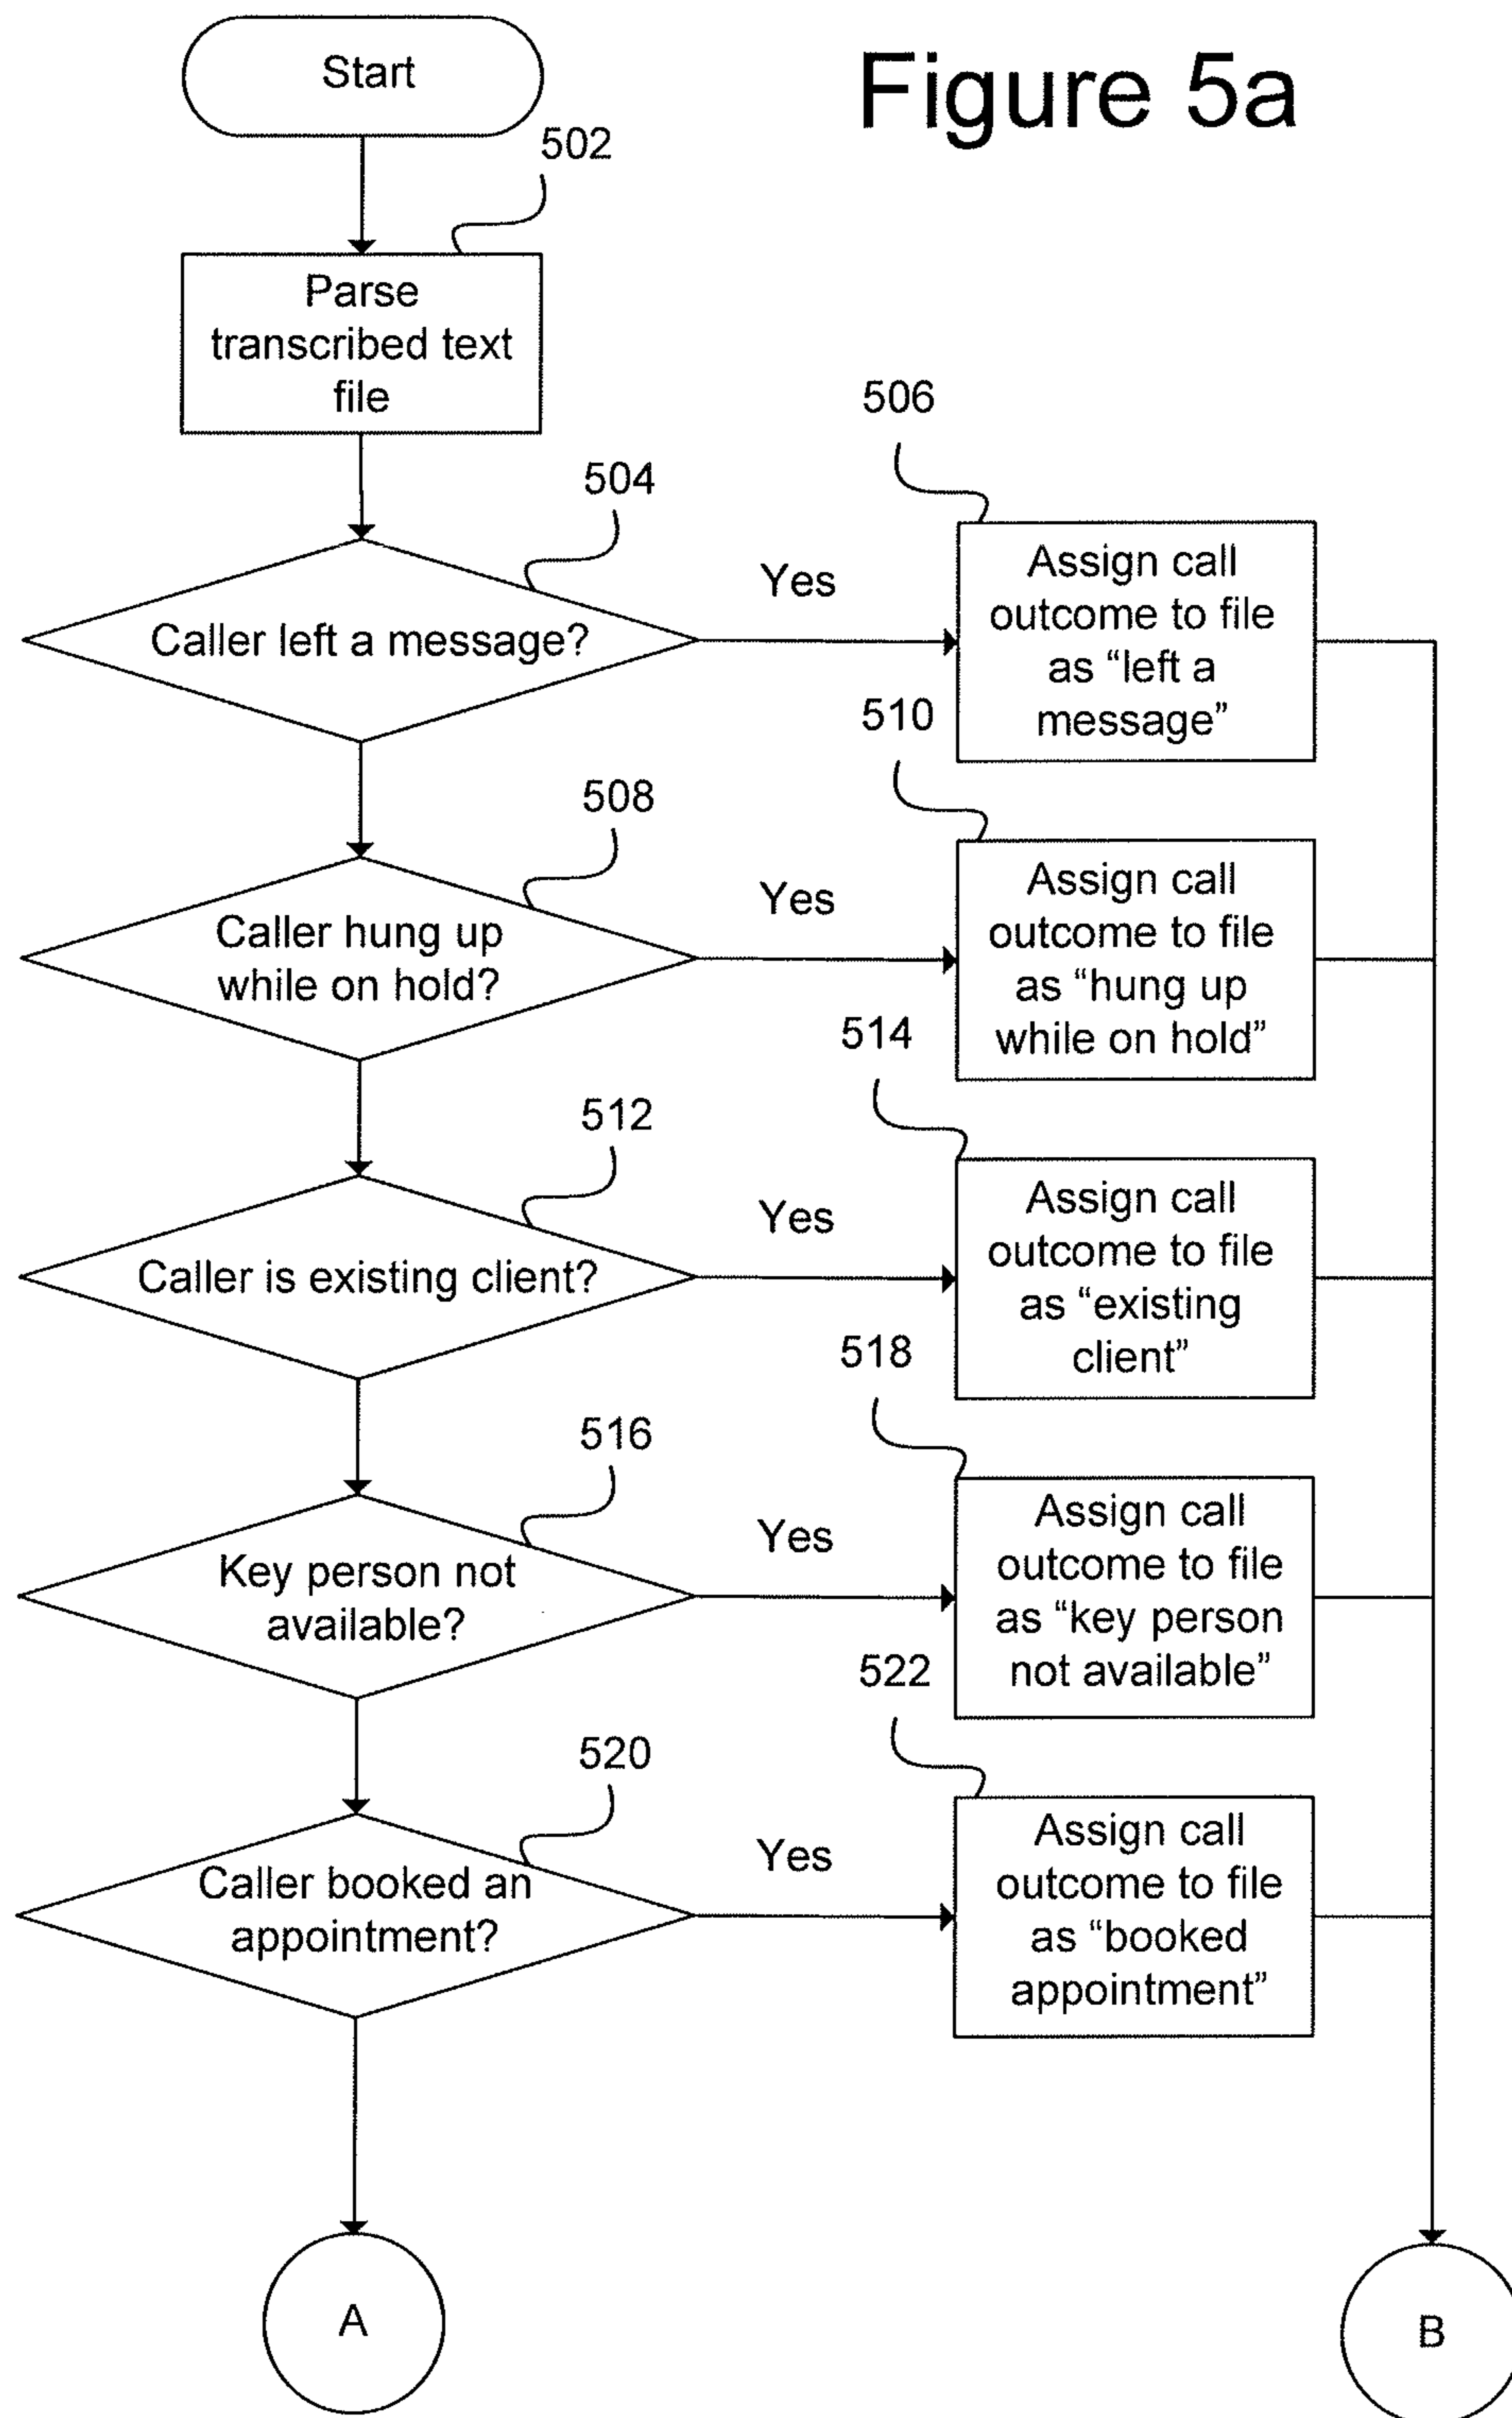 Figure 5a
Start
502
Parse
transcribed text
file
504
Caller left a message?
Yes
506
Assign call
outcome to file
as “left a
message”
508
Caller hung up
while on hold?
Yes
510
Assign call
outcome to file
as “hung up
while on hold”
512
Caller is existing client?
Yes
514
Assign call
outcome to file
as “existing
client”
516
Key person not
available?
Yes
518
Assign call
outcome to file
as “key person
not available”
520
Caller booked an
appointment?
Yes
522
Assign call
outcome to file
as “booked
appointment”
A
B